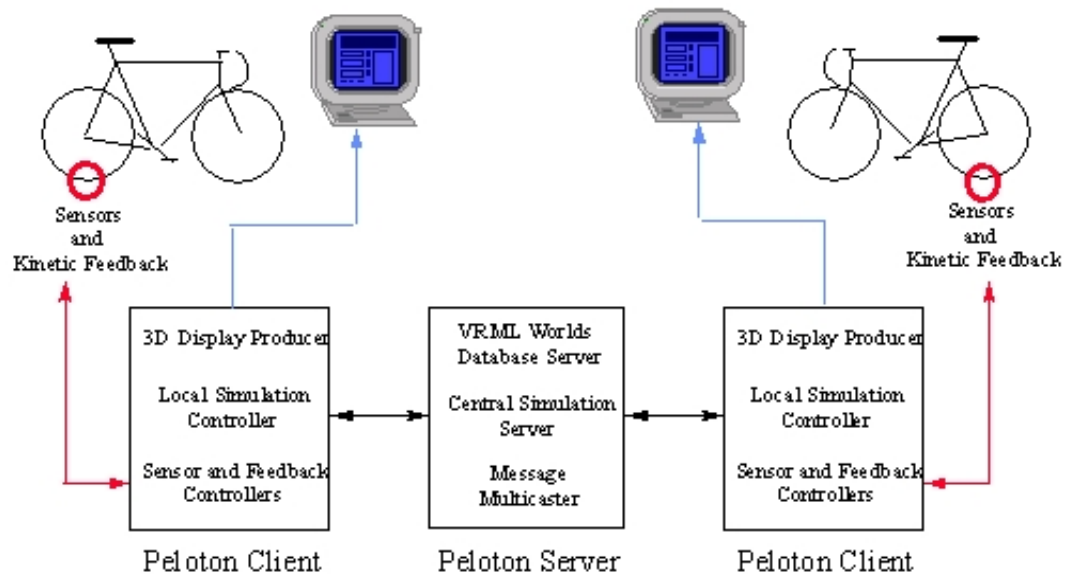 Sensors
and
Kinetic Feedback
Sensors
and
Kinetic Feedback
3D Display Producer
Local Simulation
Controller
Sensor and Feedback
Controllers
VRML Worlds
Database Server
Central Simulation
Server
Message
Multicaster
3D Display Producer
Local Simulation
Controller
Sensor and Feedback
Controllers
Peloton Client
Peloton Server
Peloton Client